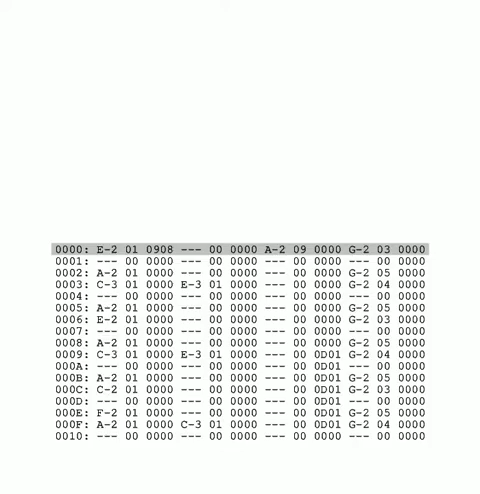 0000: E-2 01 0908 --- 00 0000 A-2 09 0000 G-2 03 0000
0001: --- 00 0000 --- 00 0000 --- 00 0000 --- 00 0000
0002: A-2 01 0000 --- 00 0000 --- 00 0000 G-2 05 0000
0003: C-3 01 0000 E-3 01 0000 --- 00 0000 G-2 04 0000
0004: --- 00 0000 --- 00 0000 --- 00 0000 --- 00 0000
0005: A-2 01 0000 --- 00 0000 --- 00 0000 G-2 05 0000
0006: E-2 01 0000 --- 00 0000 --- 00 0000 G-2 03 0000
0007: --- 00 0000 --- 00 0000 --- 00 0000 --- 00 0000
0008: A-2 01 0000 --- 00 0000 --- 00 0000 G-2 05 0000
0009: C-3 01 0000 E-3 01 0000 --- 00 0D01 G-2 04 0000
000A: --- 00 0000 --- 00 0000 --- 00 0D01 --- 00 0000
000B: A-2 01 0000 --- 00 0000 --- 00 0D01 G-2 05 0000
000C: C-2 01 0000 --- 00 0000 --- 00 0D01 G-2 03 0000
000D: --- 00 0000 --- 00 0000 --- 00 0D01 --- 00 0000
000E: F-2 01 0000 --- 00 0000 --- 00 0D01 G-2 05 0000
000F: A-2 01 0000 C-3 01 0000 --- 00 0D01 G-2 04 0000
0010: --- 00 0000 --- 00 0000 --- 00 0000 --- 00 0000